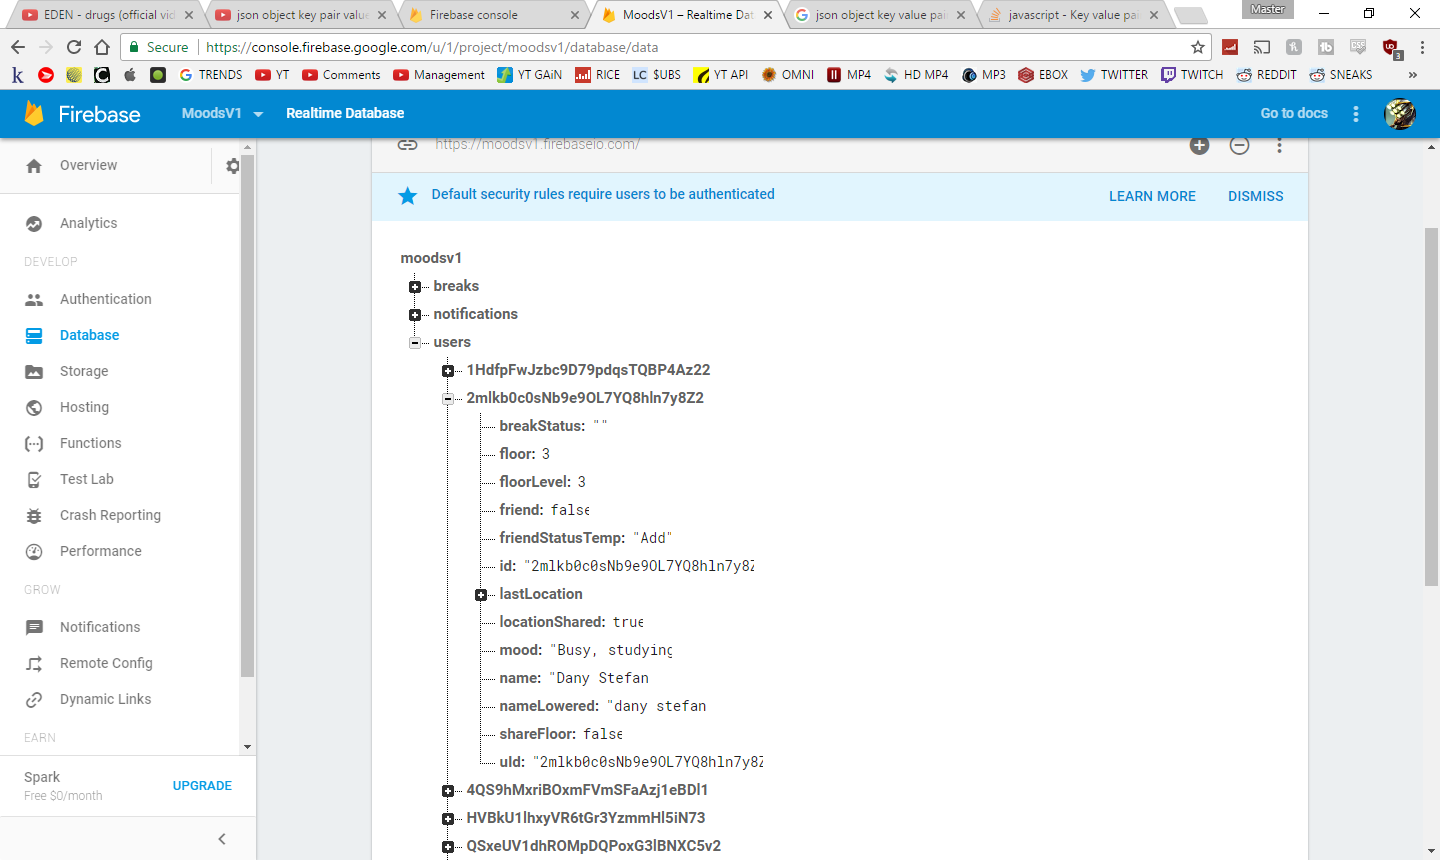 EDEN - drugs (official vid
json object key pair value
Firebase console
MoodsV1 – Realtime Dat
json object key value pai
javascript - Key value pai
Master
Secure
https://console.firebase.google.com/u/1/project/moodsv1/database/data
3
k
TRENDS
YT
Comments
Management
YT GAiN
RICE
LC $UBS
YT API
OMNI
MP4
HD MP4
MP3
EBOX
TWITTER
TWITCH
REDDIT
SNEAKS
»
Firebase
MoodsV1
Realtime Database
Go to docs
Overview
Analytics
DEVELOP
Authentication
Database
Storage
Hosting
Functions
Test Lab
Crash Reporting
Performance
GROW
Notifications
Remote Config
Dynamic Links
EARN
Spark
Free $0/month
UPGRADE
https://moodsv1.firebaseio.com/
Default security rules require users to be authenticated
LEARN MORE
DISMISS
moodsv1
breaks
notifications
users
1HdfpFwJzbc9D79pdqsTQBP4Az22
2mlkb0c0sNb9e9OL7YQ8hln7y8Z2
breakStatus: ""
floor: 3
floorLevel: 3
friend: false
friendStatusTemp: "Add"
id: "2mlkb0c0sNb9e9OL7YQ8hln7y8Z
lastLocation
locationShared: true
mood: "Busy, studying
name: "Dany Stefan
nameLowered: "dany stefan
shareFloor: false
uId: "2mlkb0c0sNb9e9OL7YQ8hln7y8Z
4QS9hMxriBOxmFVmSFaAzj1eBDl1
HVBkU1lhxyVR6tGr3YzmmHl5iN73
QSxeUV1dhROMpDQPoxG3lBNXC5v2